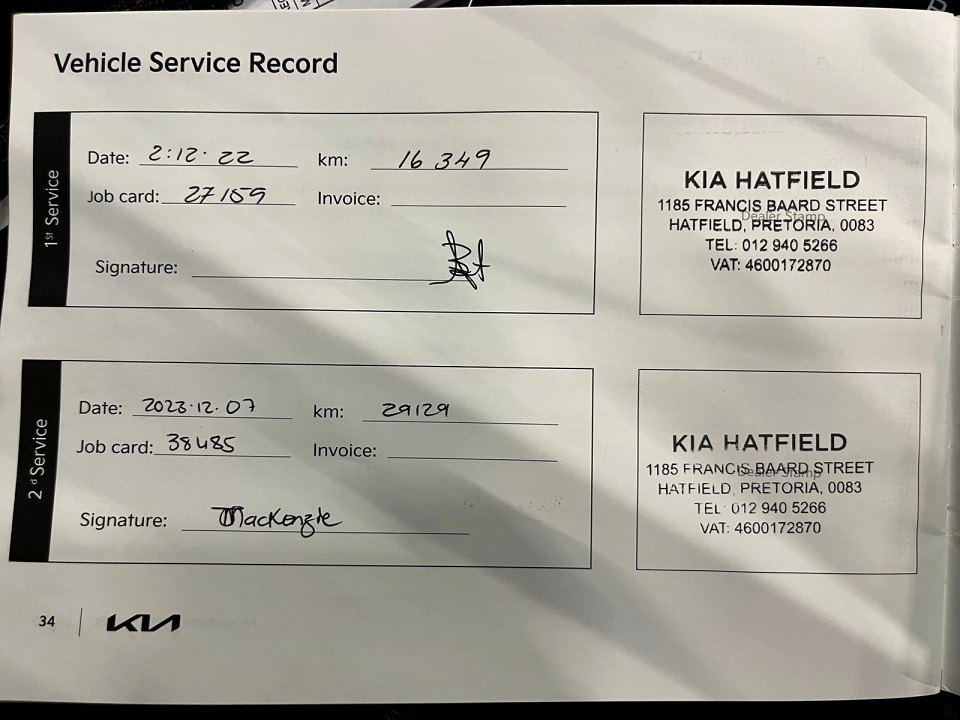 Vehicle Service Record
1st Service
Date: 2:12. 22 km: 16 349
Job card: 27159 Invoice:
Signature:
Dealer Stamp
KIA HATFIELD
1185 FRANCIS BAARD STREET
HATFIELD, PRETORIA, 0083
TEL: 012 940 5266
VAT: 4600172870
2 d Service
Date: 2023.12.07 km: 29129
Job card: 38485 Invoice:
Signature: MacKenzie
Dealer Stamp
KIA HATFIELD
1185 FRANCIS BAARD STREET
HATFIELD, PRETORIA, 0083
TEL: 012 940 5266
VAT: 4600172870
34 KIA